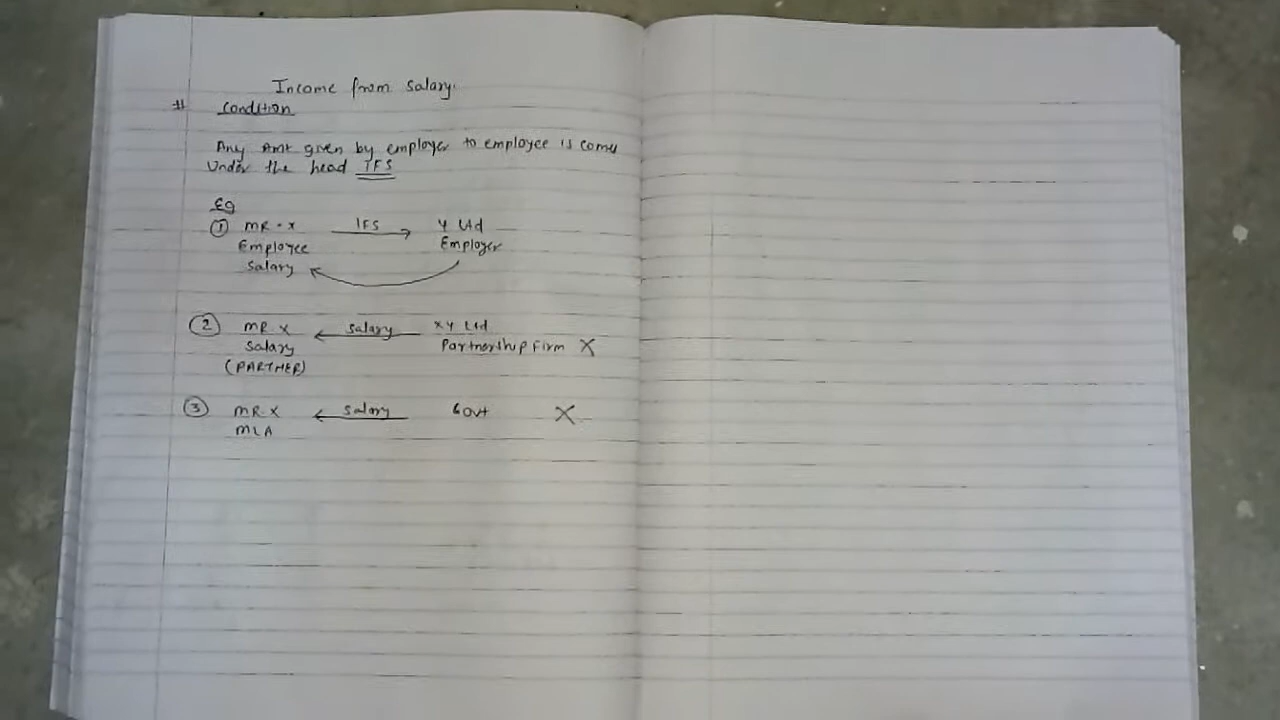 Income from Salary.
# Condition
Any Amt given by employer to employee is comes
Under the head IFS
Eg
① MR. X IFS Y Ltd
Employee Employer
Salary
② MR X Salary XY Ltd
Salary Partnership Firm X
(PARTNER)
③ MR. X Salary Govt X
MLA